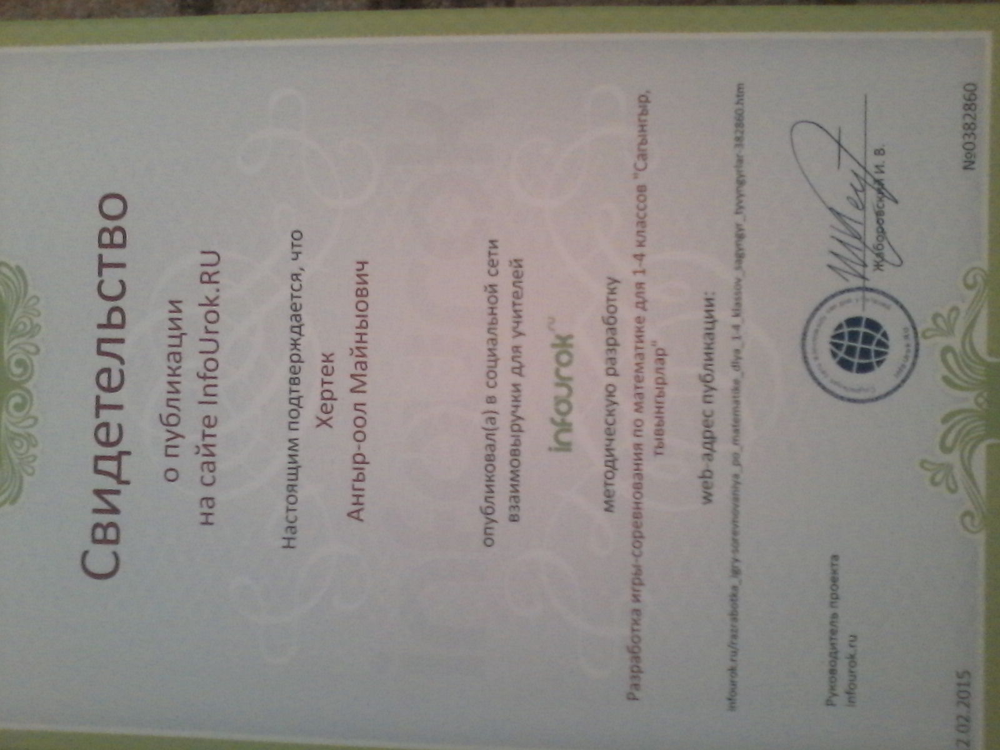 Свидетельство
о публикации
на сайте InfoUrok.RU
Настоящим подтверждается, что
Хертек
Ангыр-оол Майныович
опубликовал(а) в социальной сети
взаимовыручки для учителей
infourok.ru
методическую разработку
Разработка игры-соревнования по математике для 1-4 классов "Сагынгыр,
тывынгырлар"
web-адрес публикации:
infourok.ru/razrabotka_igry-sorevnovaniya_po_matematike_dlya_1-4_klassov_sagyngyr_tyvyngyrlar-382860.htm
Руководитель проекта
infourok.ru
Жаборовский И. В.
2.02.2015
№0382860